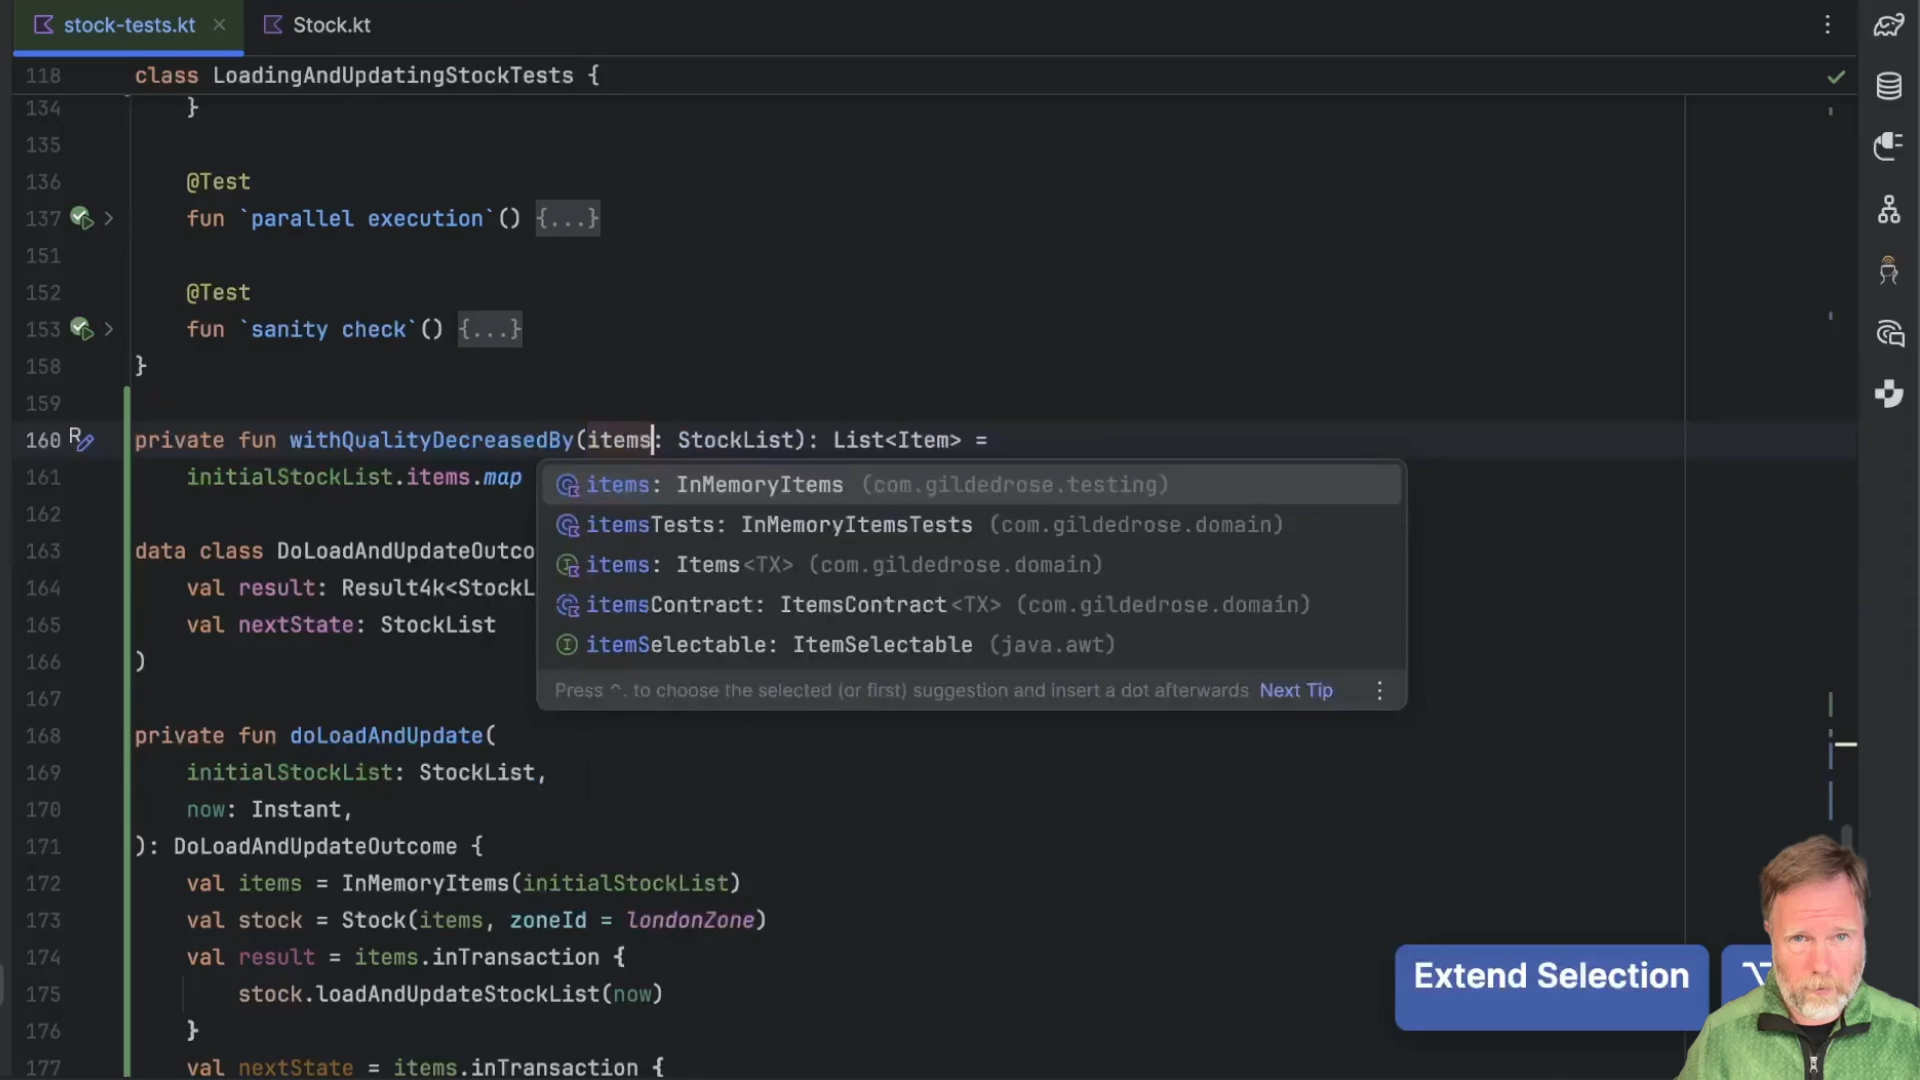 stock-tests.kt × Stock.kt
118 class LoadingAndUpdatingStockTests {
134 }
135
136 @Test
137 fun `parallel execution`() {...}
151
152 @Test
153 fun `sanity check`() {...}
158 }
159
160 private fun withQualityDecreasedBy(items: StockList): List<Item> =
161 initialStockList.items.map
items: InMemoryItems (com.gildedrose.testing)
itemsTests: InMemoryItemsTests (com.gildedrose.domain)
items: Items<TX> (com.gildedrose.domain)
itemsContract: ItemsContract<TX> (com.gildedrose.domain)
itemSelectable: ItemSelectable (java.awt)
Press ^. to choose the selected (or first) suggestion and insert a dot afterwards Next Tip
162
163 data class DoLoadAndUpdateOutco
164 val result: Result4k<StockL
165 val nextState: StockList
166 )
167
168 private fun doLoadAndUpdate(
169 initialStockList: StockList,
170 now: Instant,
171 ): DoLoadAndUpdateOutcome {
172 val items = InMemoryItems(initialStockList)
173 val stock = Stock(items, zoneId = londonZone)
174 val result = items.inTransaction {
175 stock.loadAndUpdateStockList(now)
176 }
177 val nextState = items.inTransaction {
Extend Selection ⌥